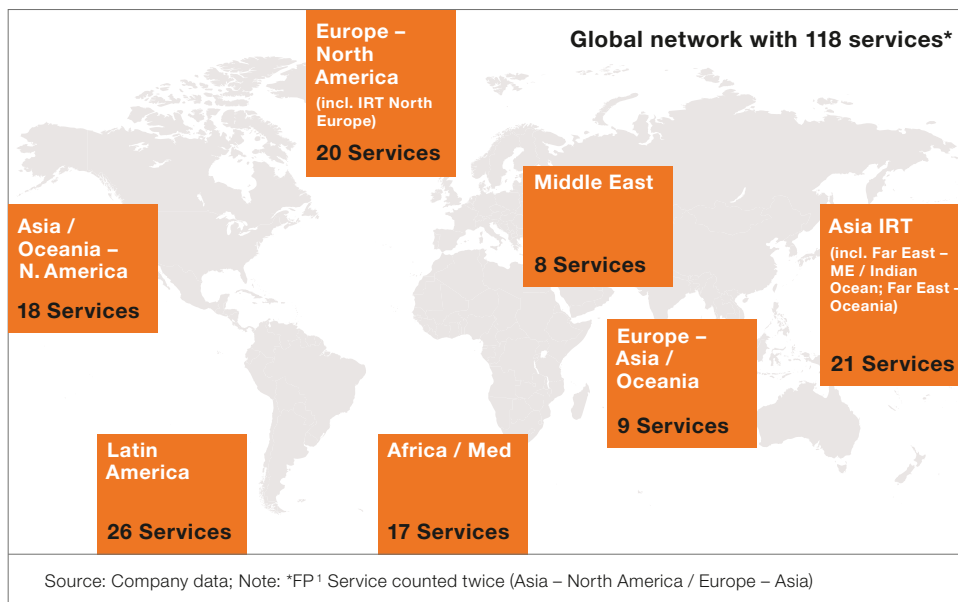 Global network with 118 services*
Europe –
North
America
(incl. IRT North
Europe)
20 Services
Middle East
8 Services
Asia /
Oceania –
N. America
18 Services
Asia IRT
(incl. Far East –
ME / Indian
Ocean; Far East –
Oceania)
21 Services
Europe –
Asia /
Oceania
9 Services
Latin
America
26 Services
Africa / Med
17 Services
Source: Company data; Note: *FP¹ Service counted twice (Asia – North America / Europe – Asia)